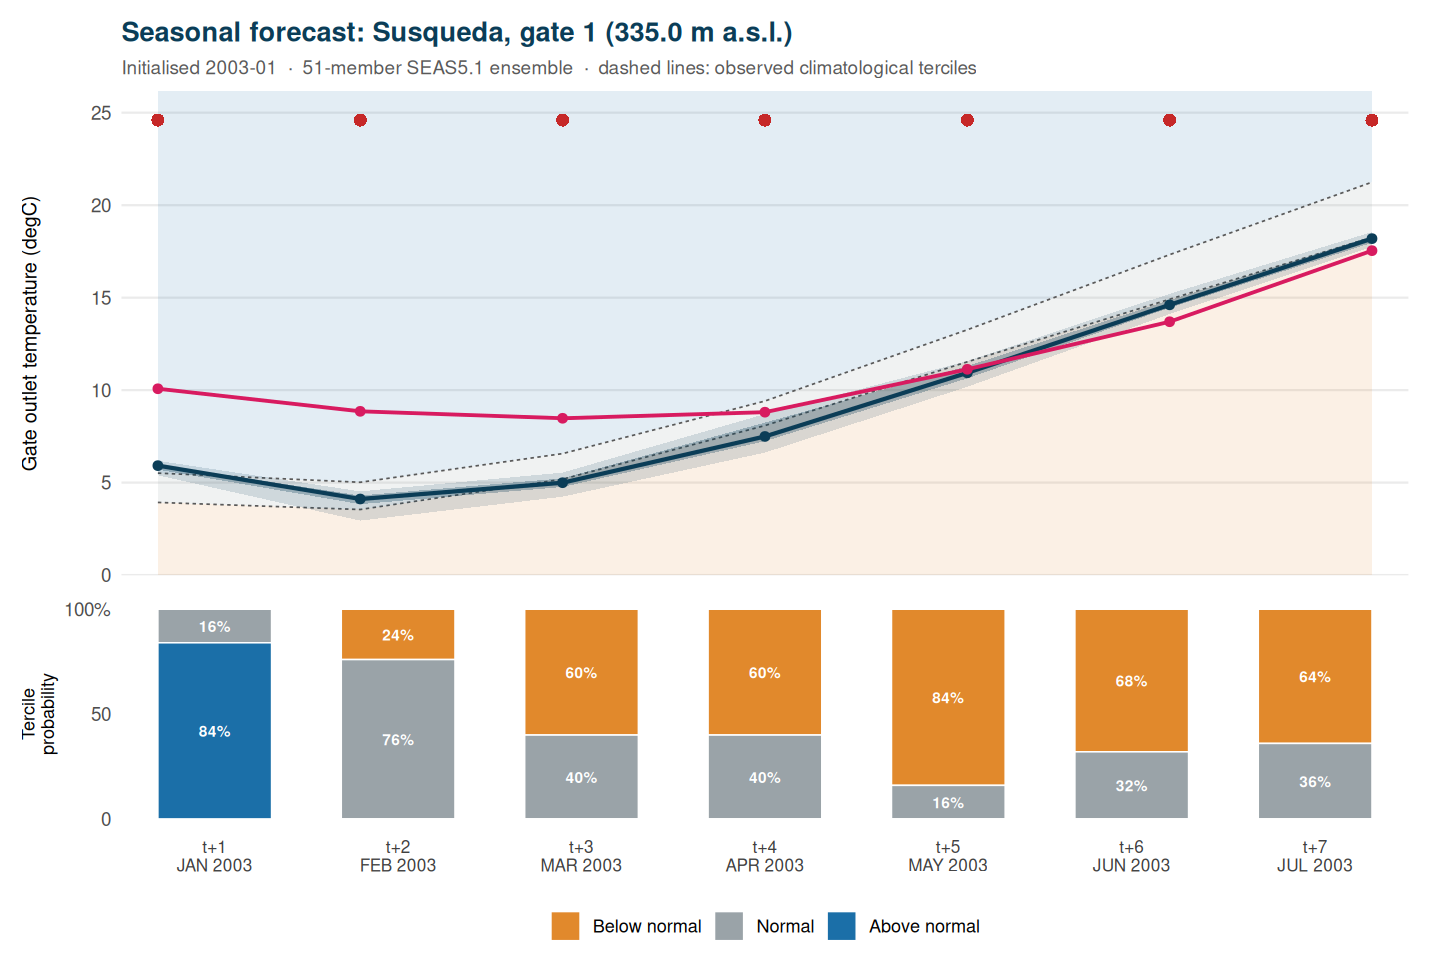 Seasonal forecast: Susqueda, gate 1 (335.0 m a.s.l.)
Initialised 2003-01 · 51-member SEAS5.1 ensemble · dashed lines: observed climatological terciles
Gate outlet temperature (degC)
25
20
15
10
5
0
Tercile
probability
100%
50
0
16%
84%
24%
76%
60%
40%
60%
40%
84%
16%
68%
32%
64%
36%
t+1
JAN 2003
t+2
FEB 2003
t+3
MAR 2003
t+4
APR 2003
t+5
MAY 2003
t+6
JUN 2003
t+7
JUL 2003
Below normal
Normal
Above normal